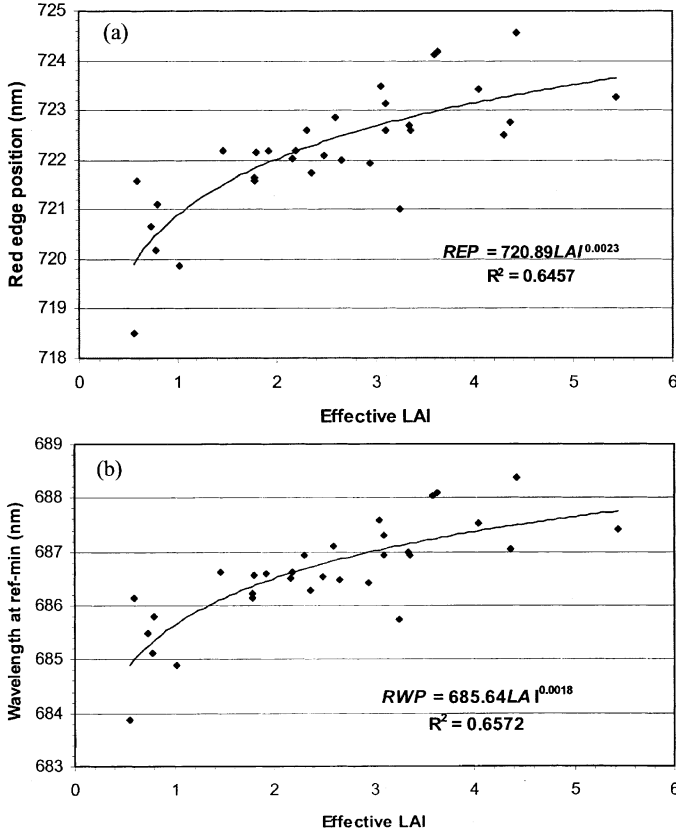 (a)
Red edge position (nm)
725
724
723
722
721
720
719
718
REP = 720.89LAI^0.0023
R² = 0.6457
0 1 2 3 4 5 6
Effective LAI
(b)
Wavelength at ref-min (nm)
689
688
687
686
685
684
683
RWP = 685.64LAI^0.0018
R² = 0.6572
0 1 2 3 4 5 6
Effective LAI